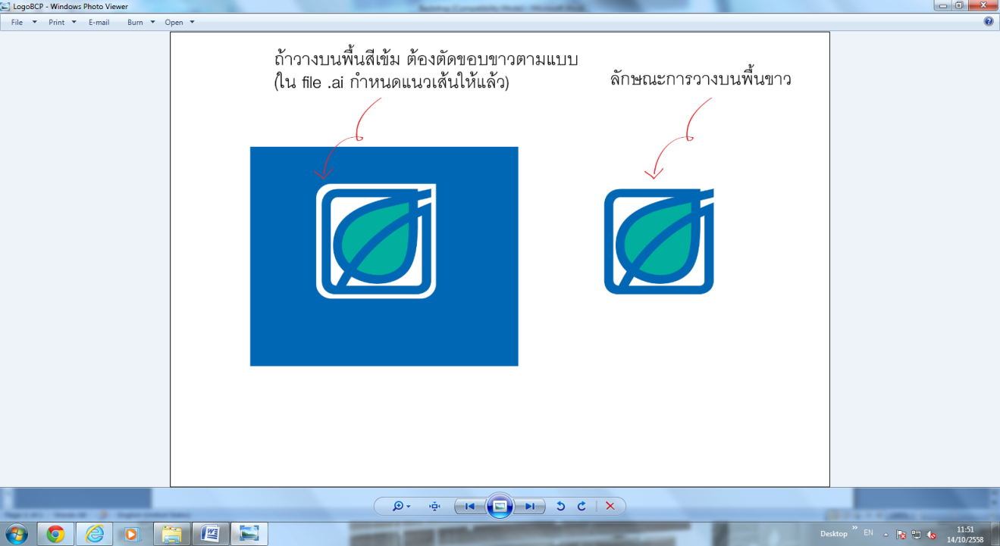 LogoBCP - Windows Photo Viewer
File Print E-mail Burn Open
ถ้าวางบนพื้นสีเข้ม ต้องตัดขอบขาวตามแบบ
(ใน file .ai กำหนดแนวเส้นให้แล้ว)
ลักษณะการวางบนพื้นขาว
Desktop EN
11:51
14/10/2558